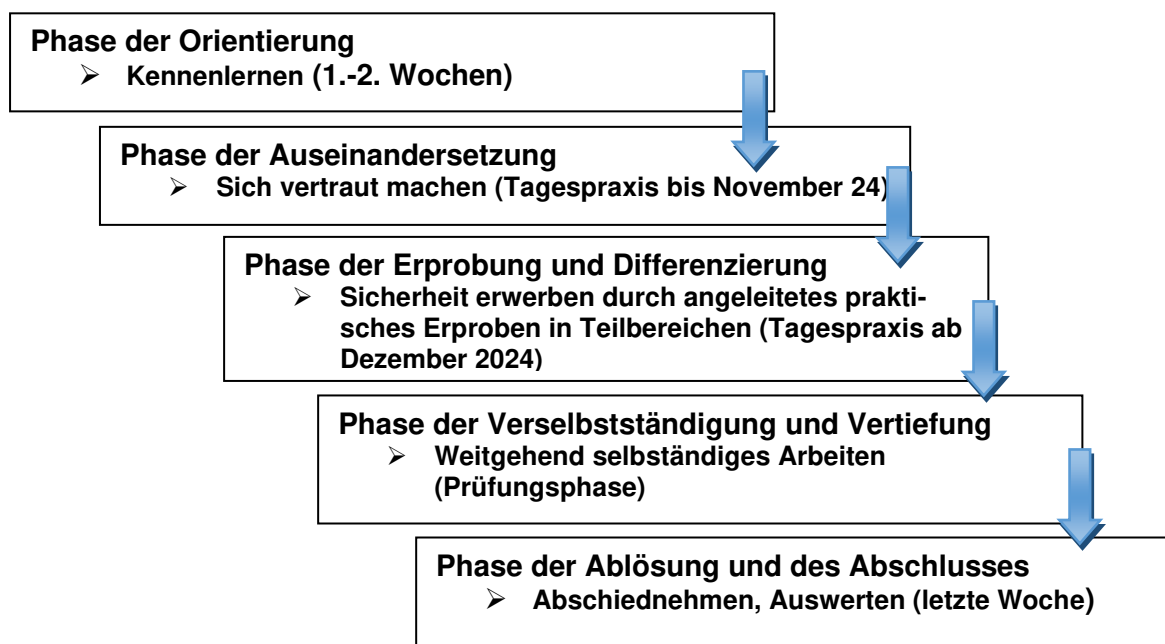 Phase der Orientierung
➢ Kennenlernen (1.-2. Wochen)
Phase der Auseinandersetzung
➢ Sich vertraut machen (Tagespraxis bis November 24)
Phase der Erprobung und Differenzierung
➢ Sicherheit erwerben durch angeleitetes prakti-
sches Erproben in Teilbereichen (Tagespraxis ab
Dezember 2024)
Phase der Verselbstständigung und Vertiefung
➢ Weitgehend selbständiges Arbeiten
(Prüfungsphase)
Phase der Ablösung und des Abschlusses
➢ Abschiednehmen, Auswerten (letzte Woche)